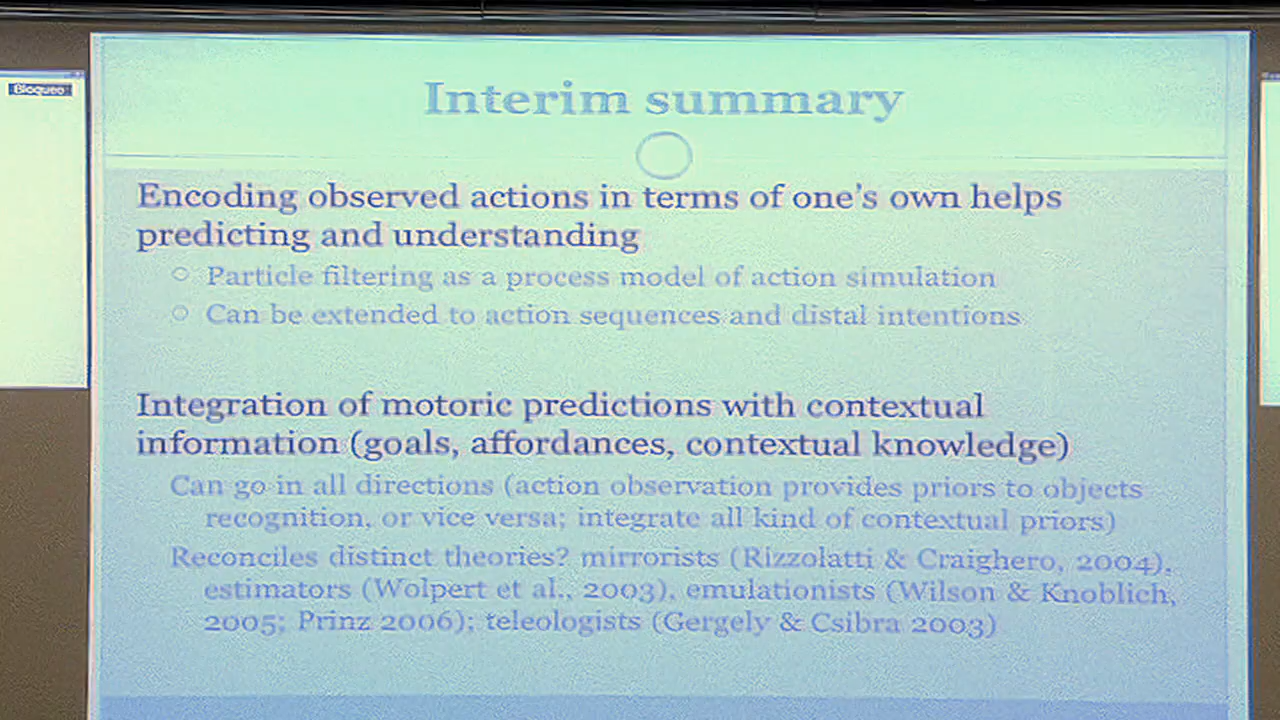 Bloqueo
Interim summary
Encoding observed actions in terms of one's own helps
predicting and understanding
Particle filtering as a process model of action simulation
Can be extended to action sequences and distal intentions
Integration of motoric predictions with contextual
information (goals, affordances, contextual knowledge)
Can go in all directions (action observation provides priors to objects
recognition, or vice versa; integrate all kind of contextual priors)
Reconciles distinct theories? mirrorists (Rizzolatti & Craighero, 2004),
estimators (Wolpert et al., 2003), emulationists (Wilson & Knoblich,
2005; Prinz 2006); teleologists (Gergely & Csibra 2003)